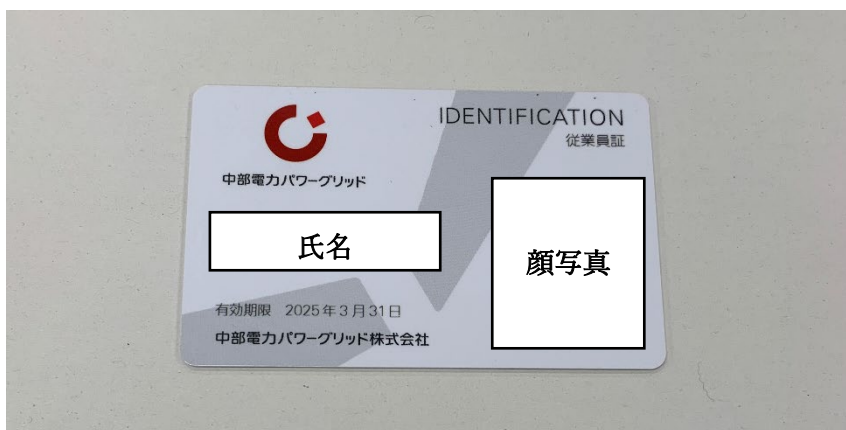 IDENTIFICATION
従業員証
中部電力パワーグリッド
氏名
顔写真
有効期限 2025年3月31日
中部電力パワーグリッド株式会社